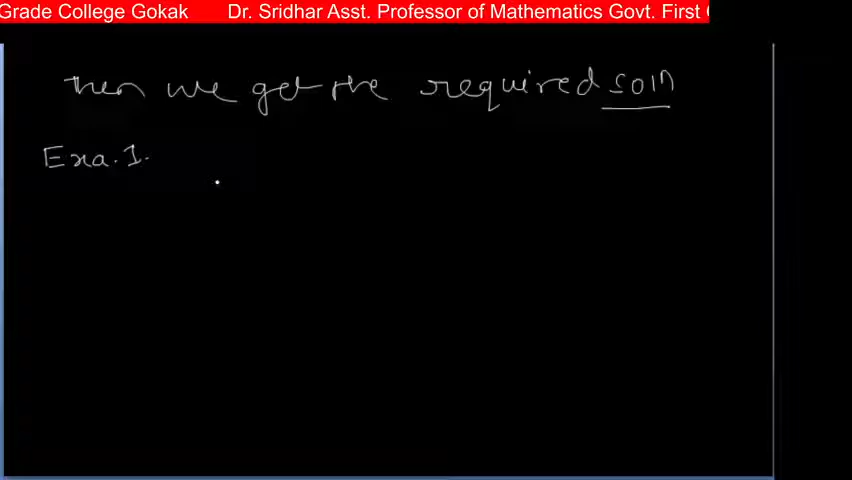 Grade College Gokak Dr. Sridhar Asst. Professor of Mathematics Govt. First
then we get the required soln
Exa. 1.